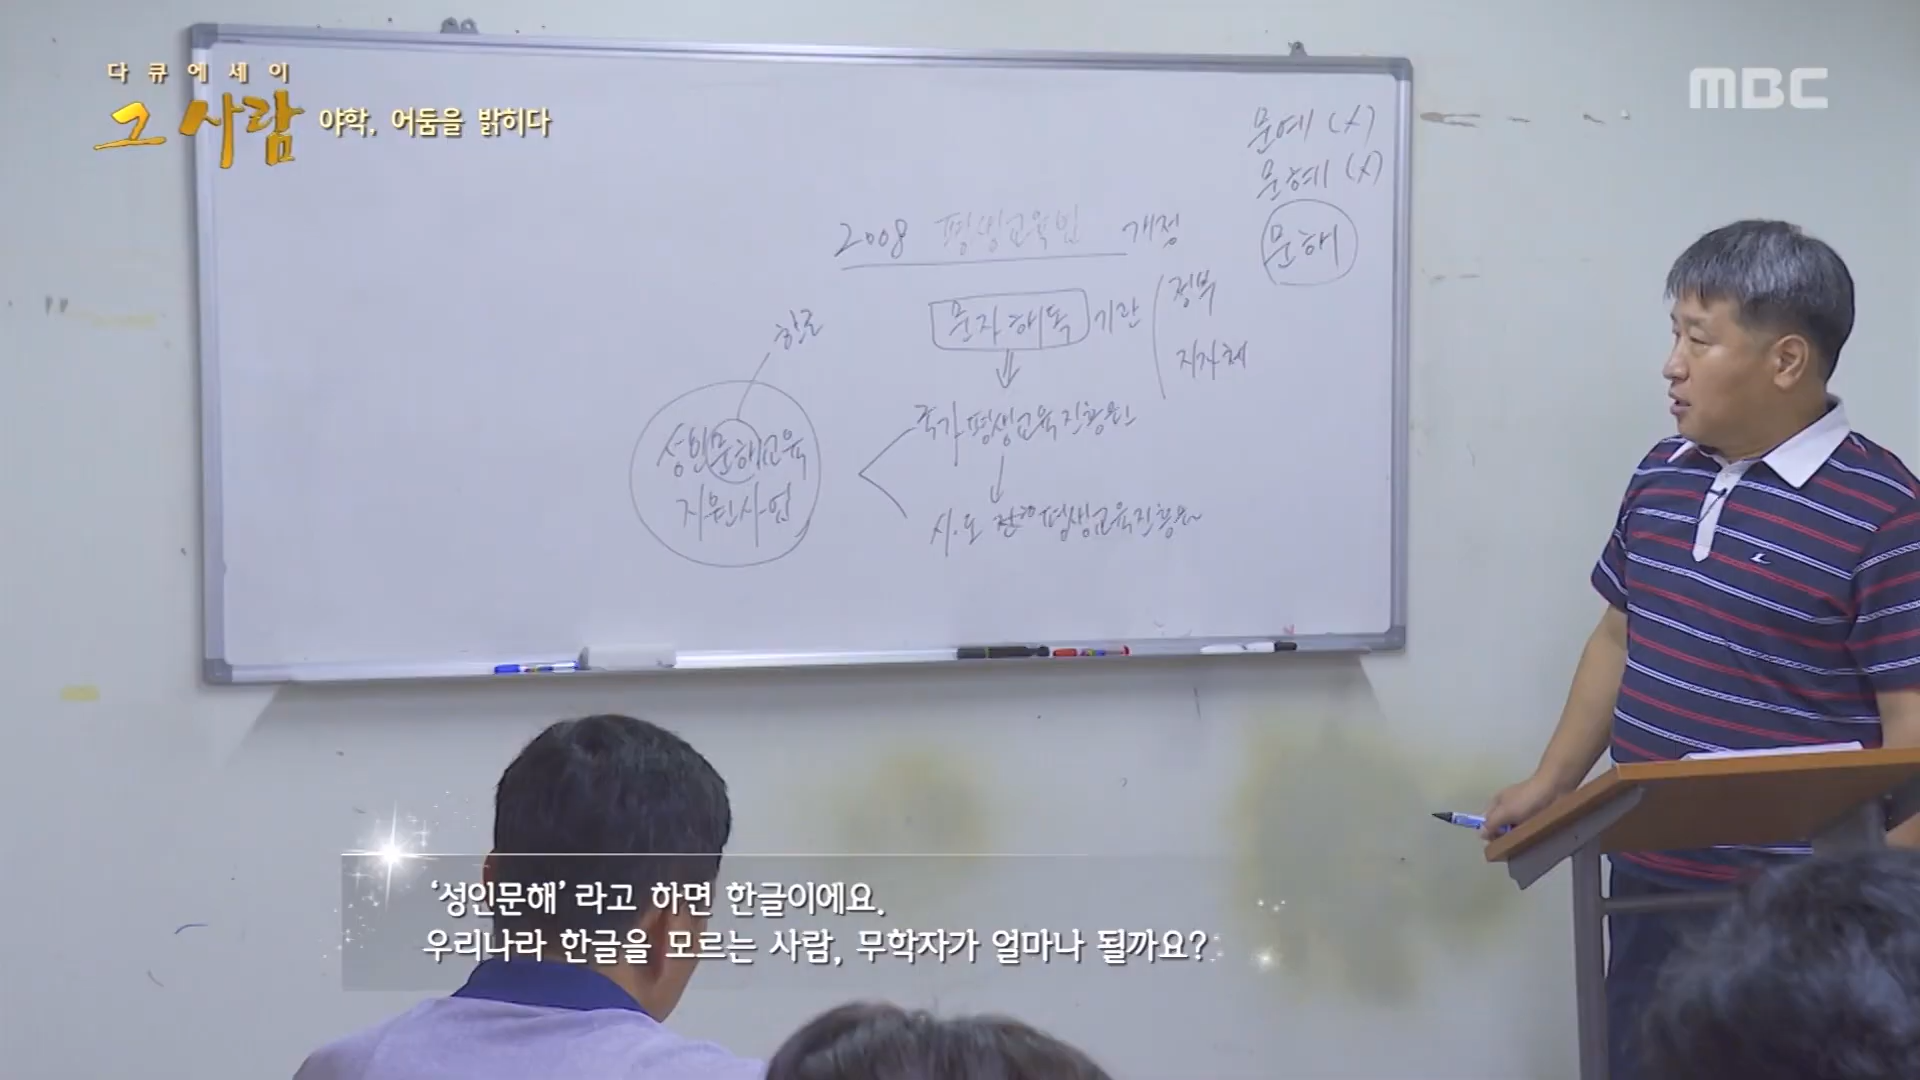 다큐에세이
그 사람 야학, 어둠을 밝히다
MBC
문예 (X)
문혜 (X)
문해
2008 평생교육법 개정
문자해독 기관
정부
지자체
한글
성인문해교육
지원사업
국가평생교육진흥원
시·도 평생교육진흥원
‘성인문해’라고 하면 한글이에요.
우리나라 한글을 모르는 사람, 무학자가 얼마나 될까요?